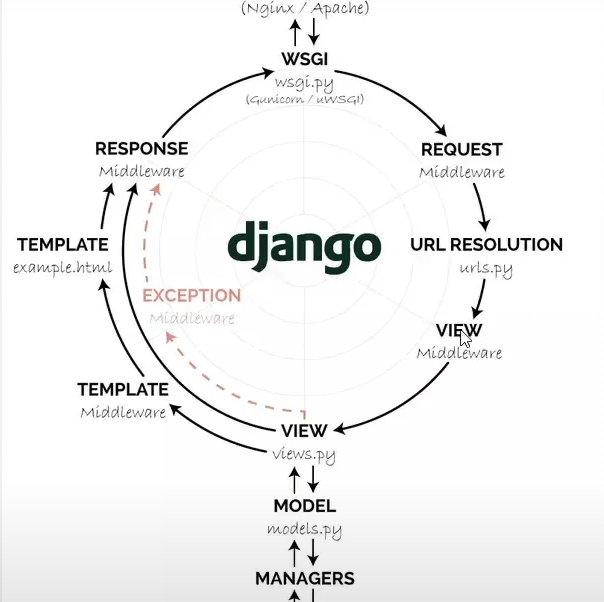 (Nginx / Apache)
WSGI
wsgi.py
(Gunicorn / uWSGI)
RESPONSE
Middleware
REQUEST
Middleware
TEMPLATE
example.html
django
URL RESOLUTION
urls.py
EXCEPTION
Middleware
VIEW
Middleware
TEMPLATE
Middleware
VIEW
views.py
MODEL
models.py
MANAGERS